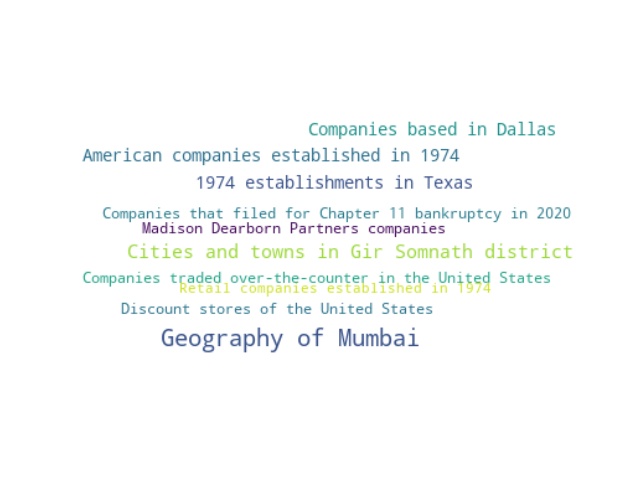 Companies based in Dallas
American companies established in 1974
1974 establishments in Texas
Companies that filed for Chapter 11 bankruptcy in 2020
Madison Dearborn Partners companies
Cities and towns in Gir Somnath district
Companies traded over-the-counter in the United States
Retail companies established in 1974
Discount stores of the United States
Geography of Mumbai